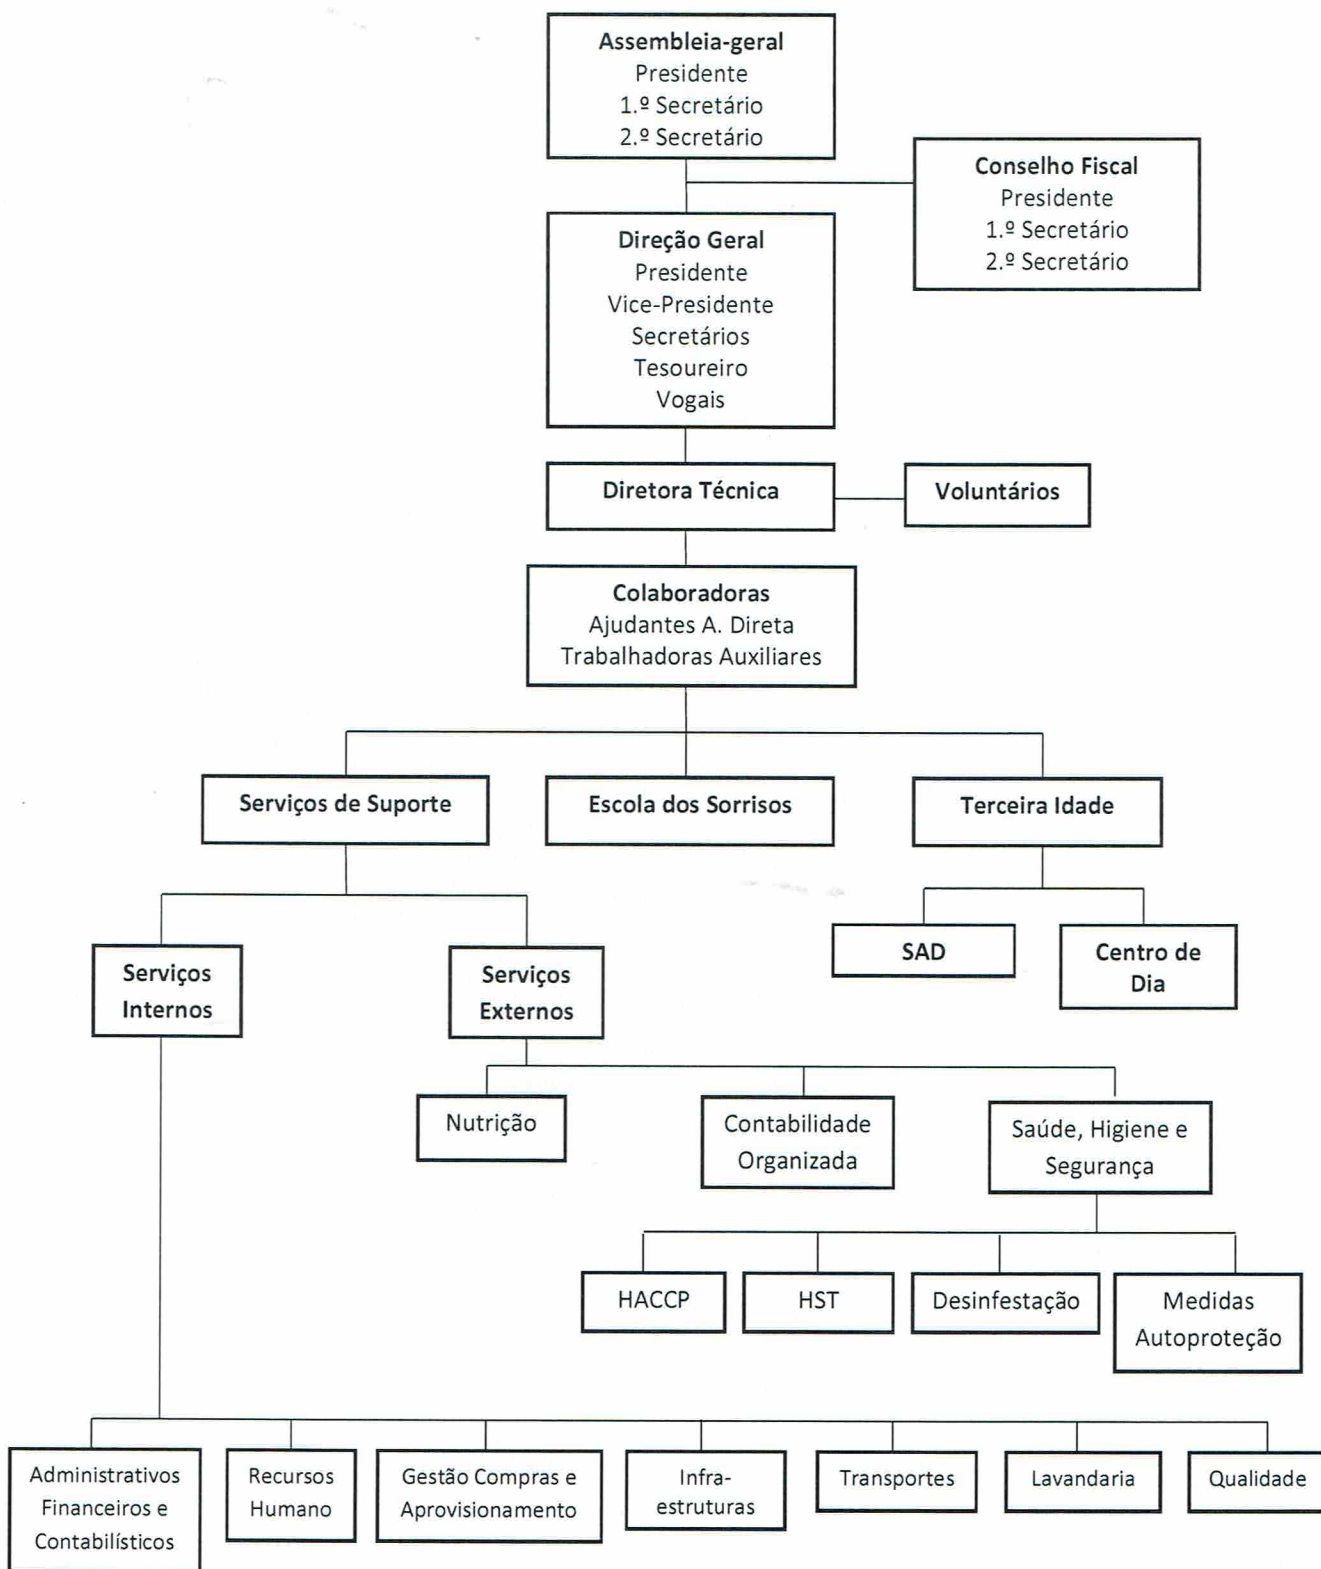 Assembleia-geral
Presidente
1.º Secretário
2.º Secretário
Conselho Fiscal
Presidente
1.º Secretário
2.º Secretário
Direção Geral
Presidente
Vice-Presidente
Secretários
Tesoureiro
Vogais
Diretora Técnica
Voluntários
Colaboradoras
Ajudantes A. Direta
Trabalhadoras Auxiliares
Serviços de Suporte
Escola dos Sorrisos
Terceira Idade
Serviços
Internos
Serviços
Externos
SAD
Centro de
Dia
Nutrição
Contabilidade
Organizada
Saúde, Higiene e
Segurança
HACCP
HST
Desinfestação
Medidas
Autoproteção
Administrativos
Financeiros e
Contabilísticos
Recursos
Humano
Gestão Compras e
Aprovisionamento
Infra-
estruturas
Transportes
Lavandaria
Qualidade